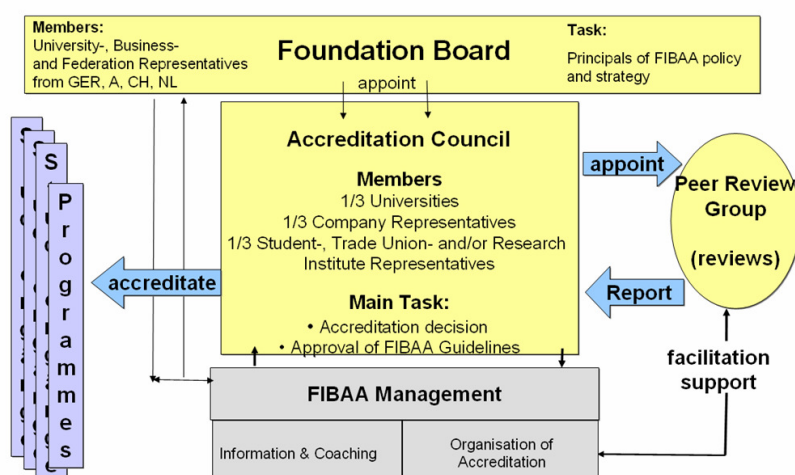 Members:
University-, Business-
and Federation Representatives
from GER, A, CH, NL
Foundation Board
appoint
Task:
Principals of FIBAA policy
and strategy
Accreditation Council
Members
1/3 Universities
1/3 Company Representatives
1/3 Student-, Trade Union- and/or Research
Institute Representatives
Main Task:
• Accreditation decision
• Approval of FIBAA Guidelines
appoint
Peer Review
Group
(reviews)
Report
accreditate
Programmes
facilitation
support
FIBAA Management
Information & Coaching
Organisation of
Accreditation